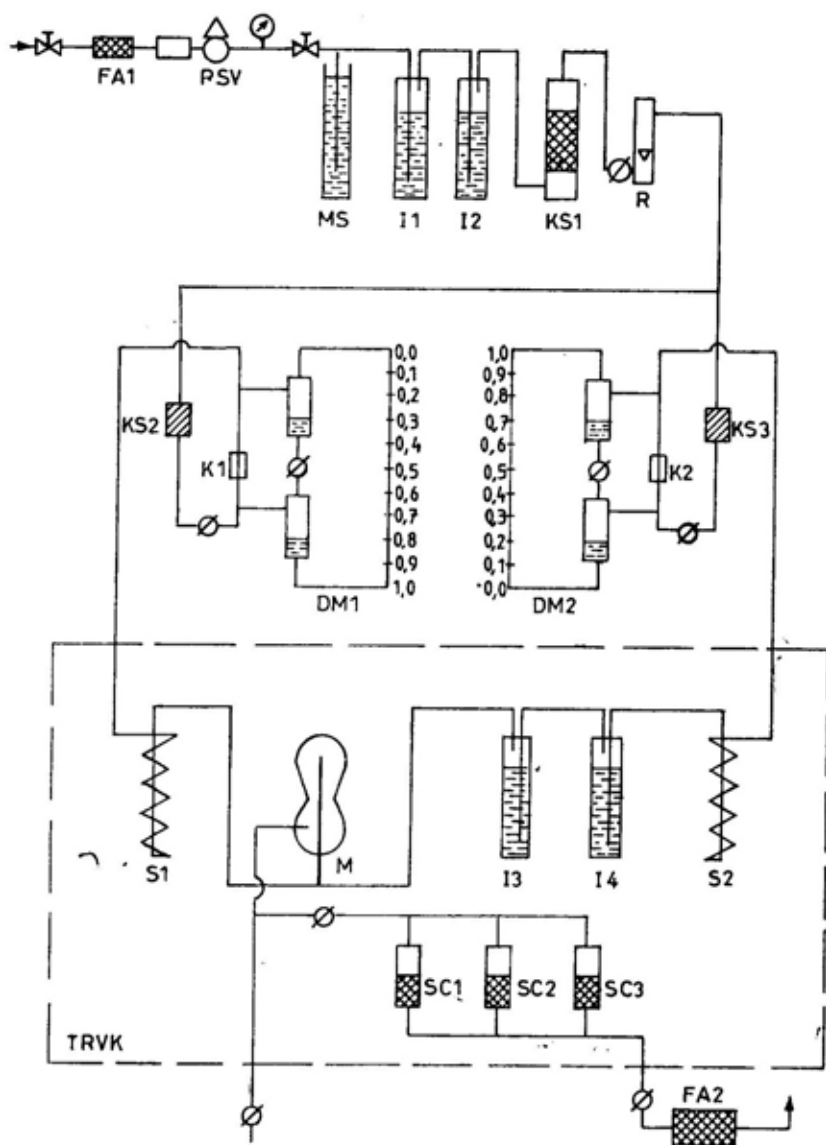 FA1 RSV
MS I1 I2 KS1 R
KS2 K1
0,0
0,1
0,2
0,3
0,4
0,5
0,6
0,7
0,8
0,9
1,0
DM1
1,0
0,9
0,8
0,7
0,6
0,5
0,4
0,3
0,2
0,1
0,0
DM2
K2 KS3
S1 M I3 I4 S2
SC1 SC2 SC3
TRVK
FA2